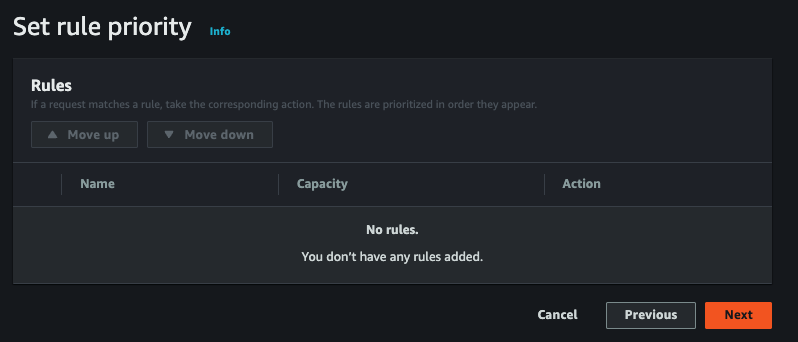 Set rule priority Info
Rules
If a request matches a rule, take the corresponding action. The rules are prioritized in order they appear.
Move up Move down
Name Capacity Action
No rules.
You don't have any rules added.
Cancel Previous Next